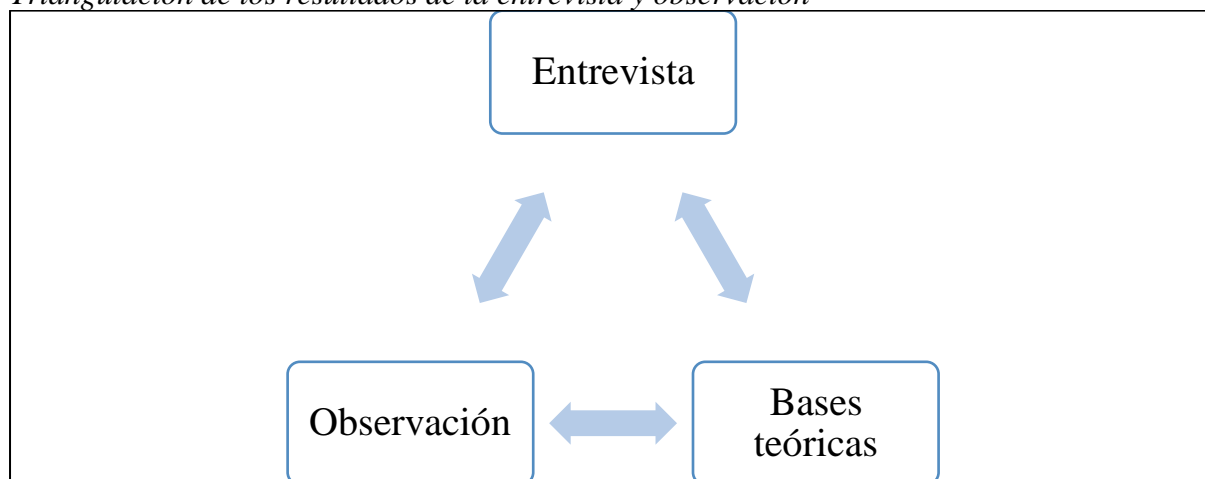 Triangulación de los resultados de la entrevista y observación
Entrevista
Observación
Bases
teóricas